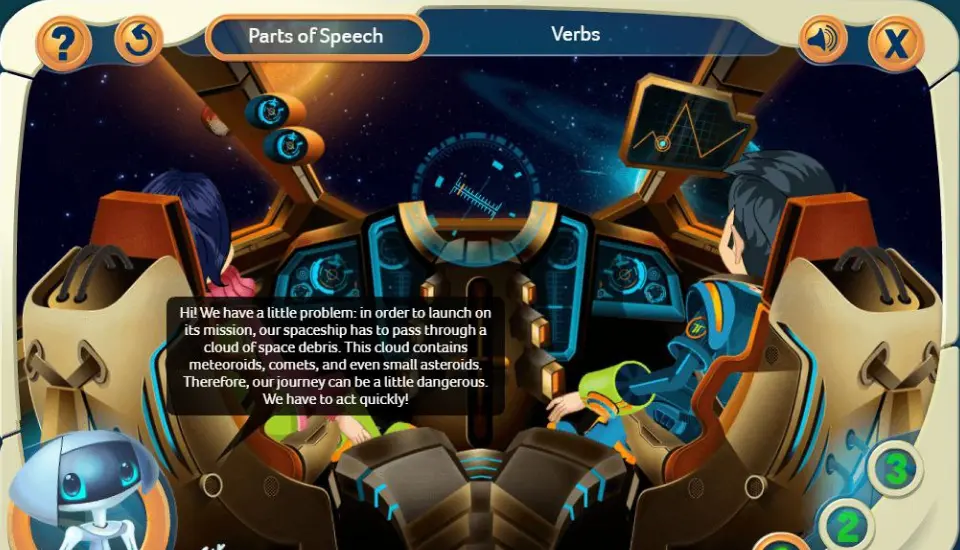 ?
Parts of Speech
Verbs
X
Hi! We have a little problem: in order to launch on
its mission, our spaceship has to pass through a
cloud of space debris. This cloud contains
meteoroids, comets, and even small asteroids.
Therefore, our journey can be a little dangerous.
We have to act quickly!
3
2